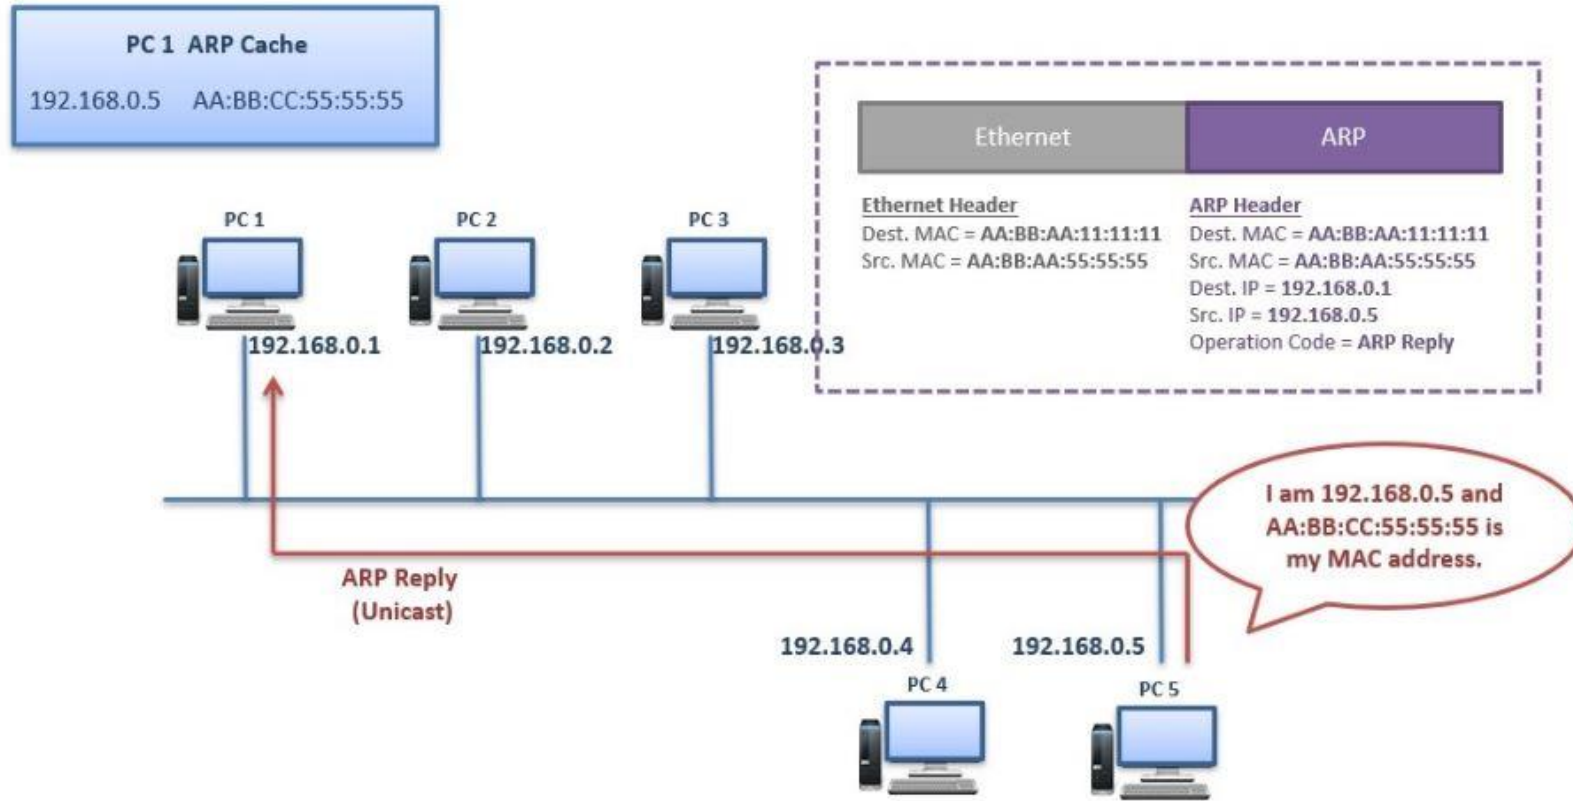 PC 1 ARP Cache
192.168.0.5 AA:BB:CC:55:55:55
Ethernet
ARP
Ethernet Header
Dest. MAC = AA:BB:AA:11:11:11
Src. MAC = AA:BB:AA:55:55:55
ARP Header
Dest. MAC = AA:BB:AA:11:11:11
Src. MAC = AA:BB:AA:55:55:55
Dest. IP = 192.168.0.1
Src. IP = 192.168.0.5
Operation Code = ARP Reply
PC 1
PC 2
PC 3
192.168.0.1
192.168.0.2
192.168.0.3
I am 192.168.0.5 and
AA:BB:CC:55:55:55 is
my MAC address.
ARP Reply
(Unicast)
192.168.0.4
192.168.0.5
PC 4
PC 5